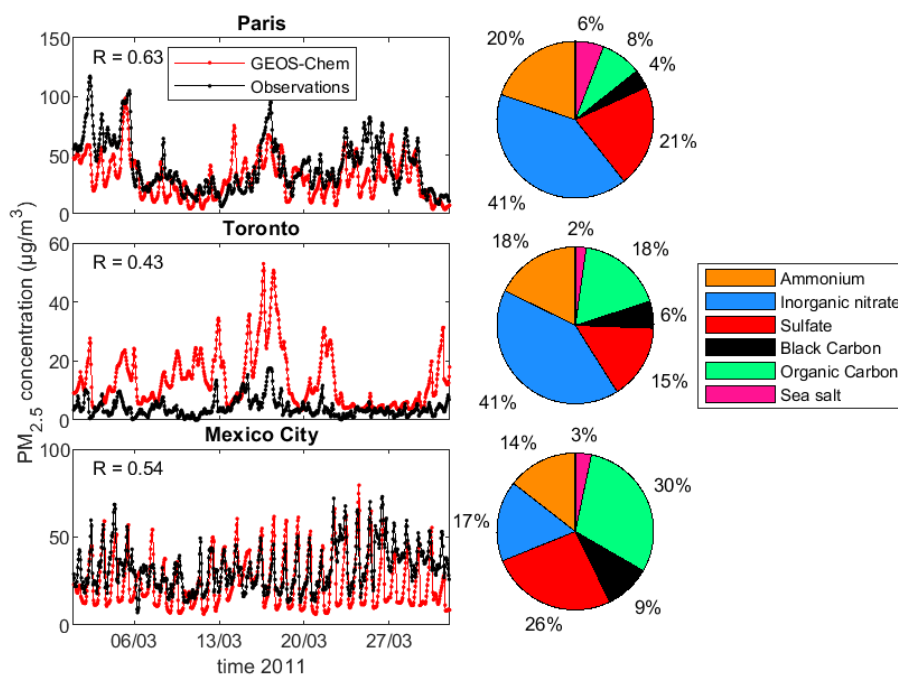 Paris
150
100
50
0
R = 0.63
GEOS-Chem
Observations
6%
8%
4%
21%
41%
20%
Toronto
60
40
20
0
R = 0.43
2%
18%
6%
15%
41%
18%
Ammonium
Inorganic nitrate
Sulfate
Black Carbon
Organic Carbon
Sea salt
Mexico City
100
50
0
R = 0.54
3%
30%
9%
26%
17%
14%
PM2.5 concentration (µg/m³)
06/03 13/03 20/03 27/03
time 2011